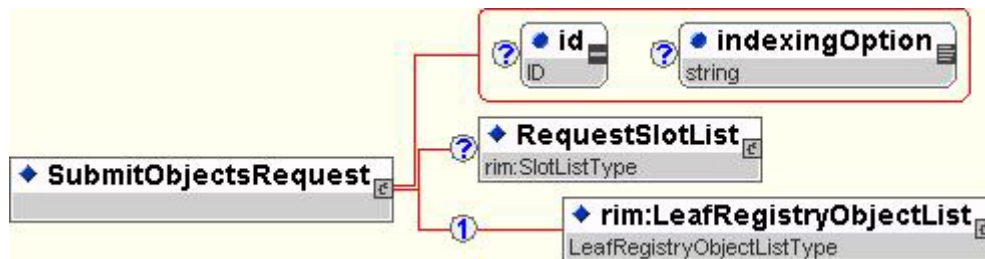 ? id ? indexingOption
ID string
? RequestSlotList
rim:SlotListType
SubmitObjectsRequest
1 rim:LeafRegistryObjectList
LeafRegistryObjectListType